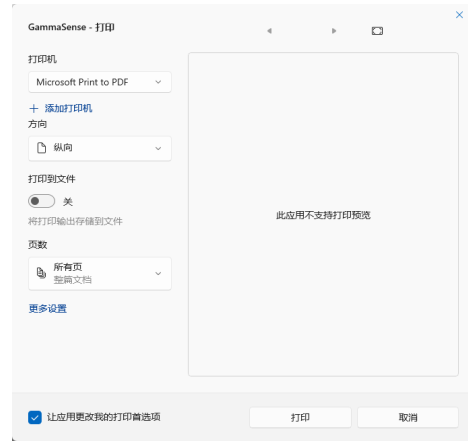 GammaSense - 打印
打印机
Microsoft Print to PDF
添加打印机
方向
纵向
打印到文件
关
将打印输出存储到文件
页数
所有页
整篇文档
更多设置
此应用不支持打印预览
让应用更改我的打印首选项
打印
取消